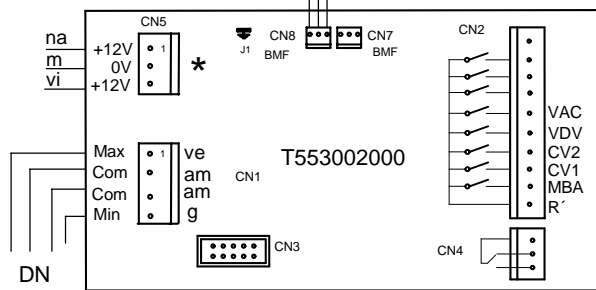 na
m
vi
+12V
0V
+12V
CN5
1
*
J1
CN8
BMF
CN7
BMF
CN2
VAC
VDV
CV2
CV1
MBA
R´
Max
Com
Com
Min
1
ve
am
am
g
CN1
T553002000
CN3
CN4
DN